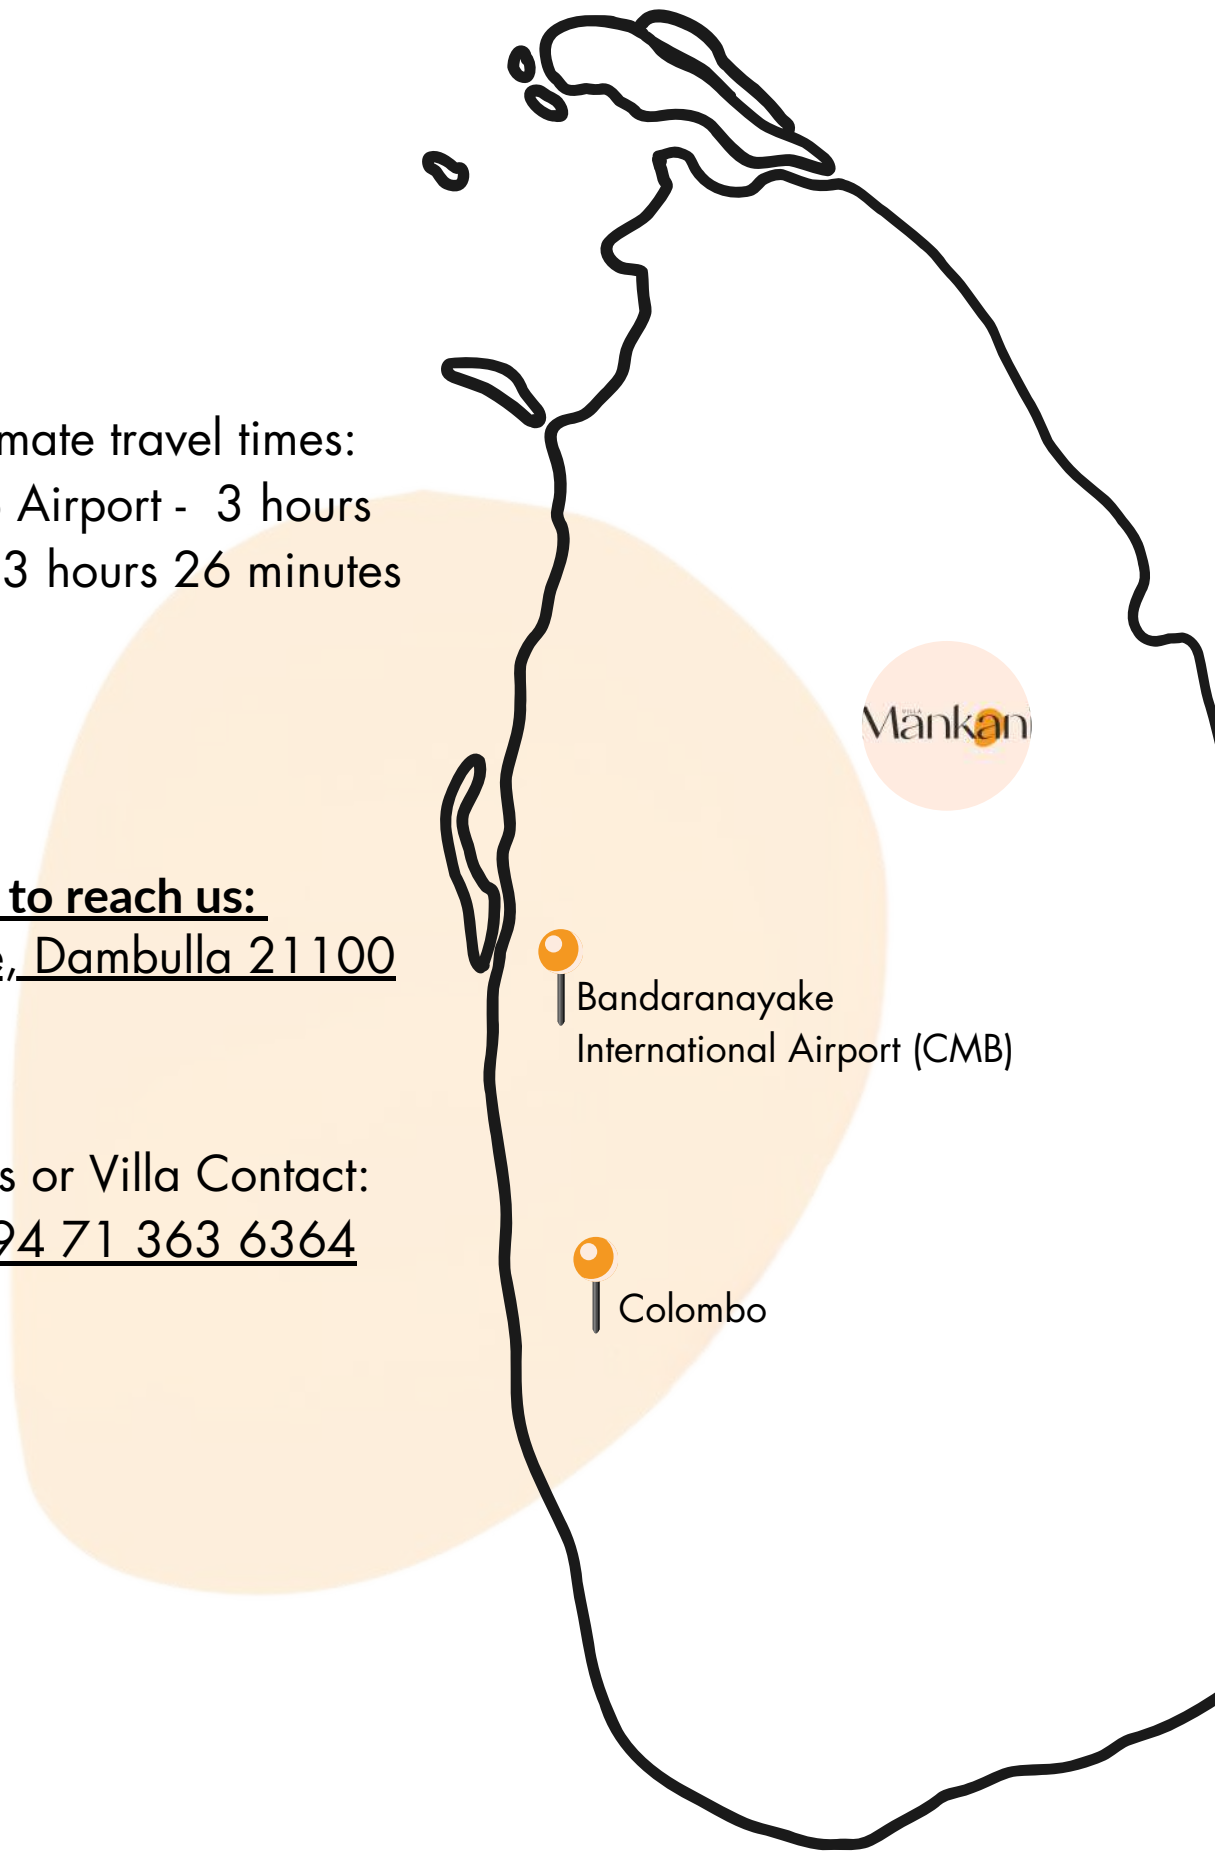 mate travel times:
Airport - 3 hours
3 hours 26 minutes
VILLA
Mankan
to reach us:
e, Dambulla 21100
Bandaranayake
International Airport (CMB)
s or Villa Contact:
94 71 363 6364
Colombo